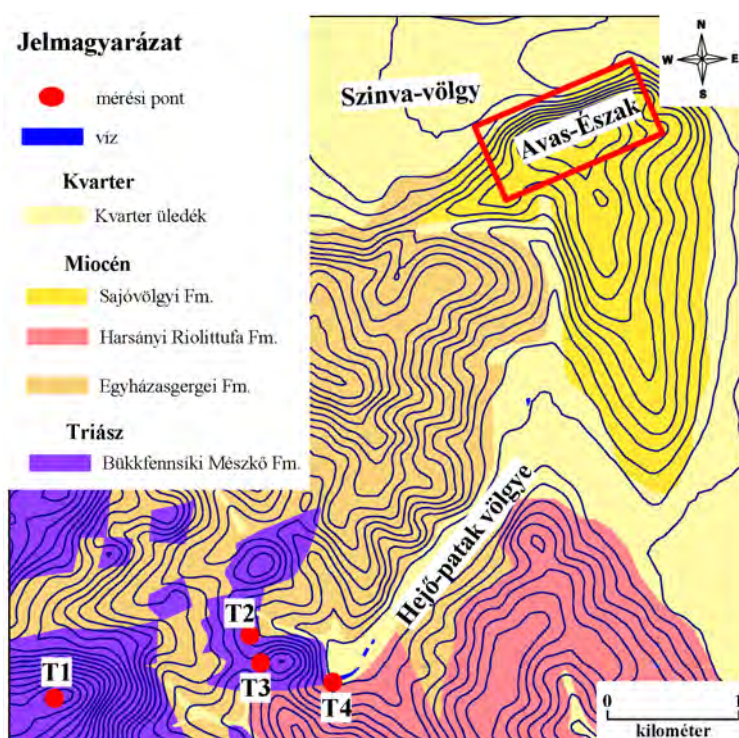 Jelmagyarázat
mérési pont
víz
Kvarter
Kvarter üledék
Miocén
Sajóvölgyi Fm.
Harsányi Riolittufa Fm.
Egyházasgergei Fm.
Triász
Bükkfennsíki Mészkő Fm.
Szinva-völgy
Avas-Észak
N
W E
S
Hejő-patak völgye
T1
T2
T3
T4
0 1
kilométer